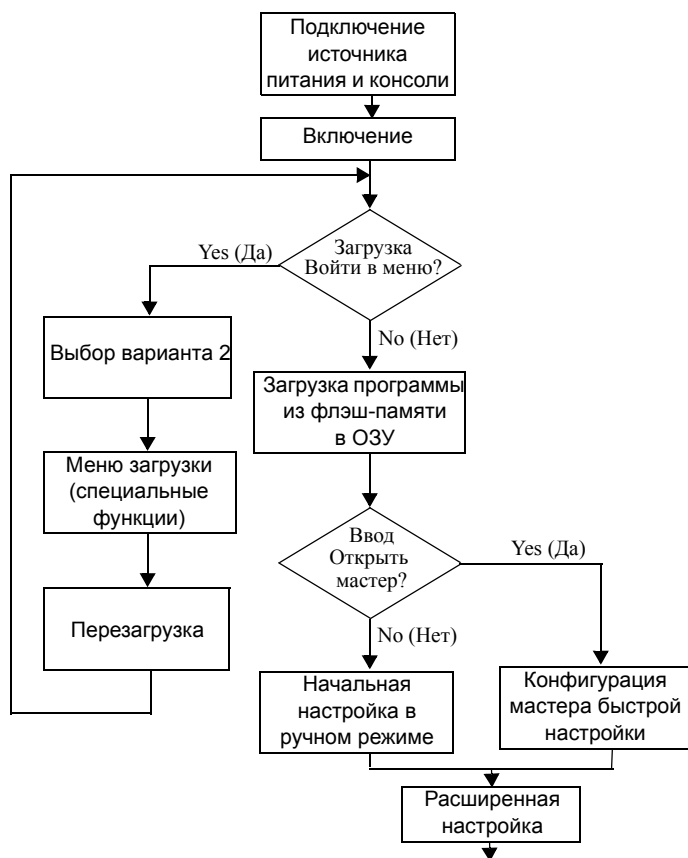 Подключение
источника
питания и консоли
Включение
Загрузка
Войти в меню?
Yes (Да)
No (Нет)
Выбор варианта 2
Загрузка программы
из флэш-памяти
в ОЗУ
Меню загрузки
(специальные
функции)
Ввод
Открыть
мастер?
Yes (Да)
No (Нет)
Перезагрузка
Начальная
настройка в
ручном режиме
Конфигурация
мастера быстрой
настройки
Расширенная
настройка